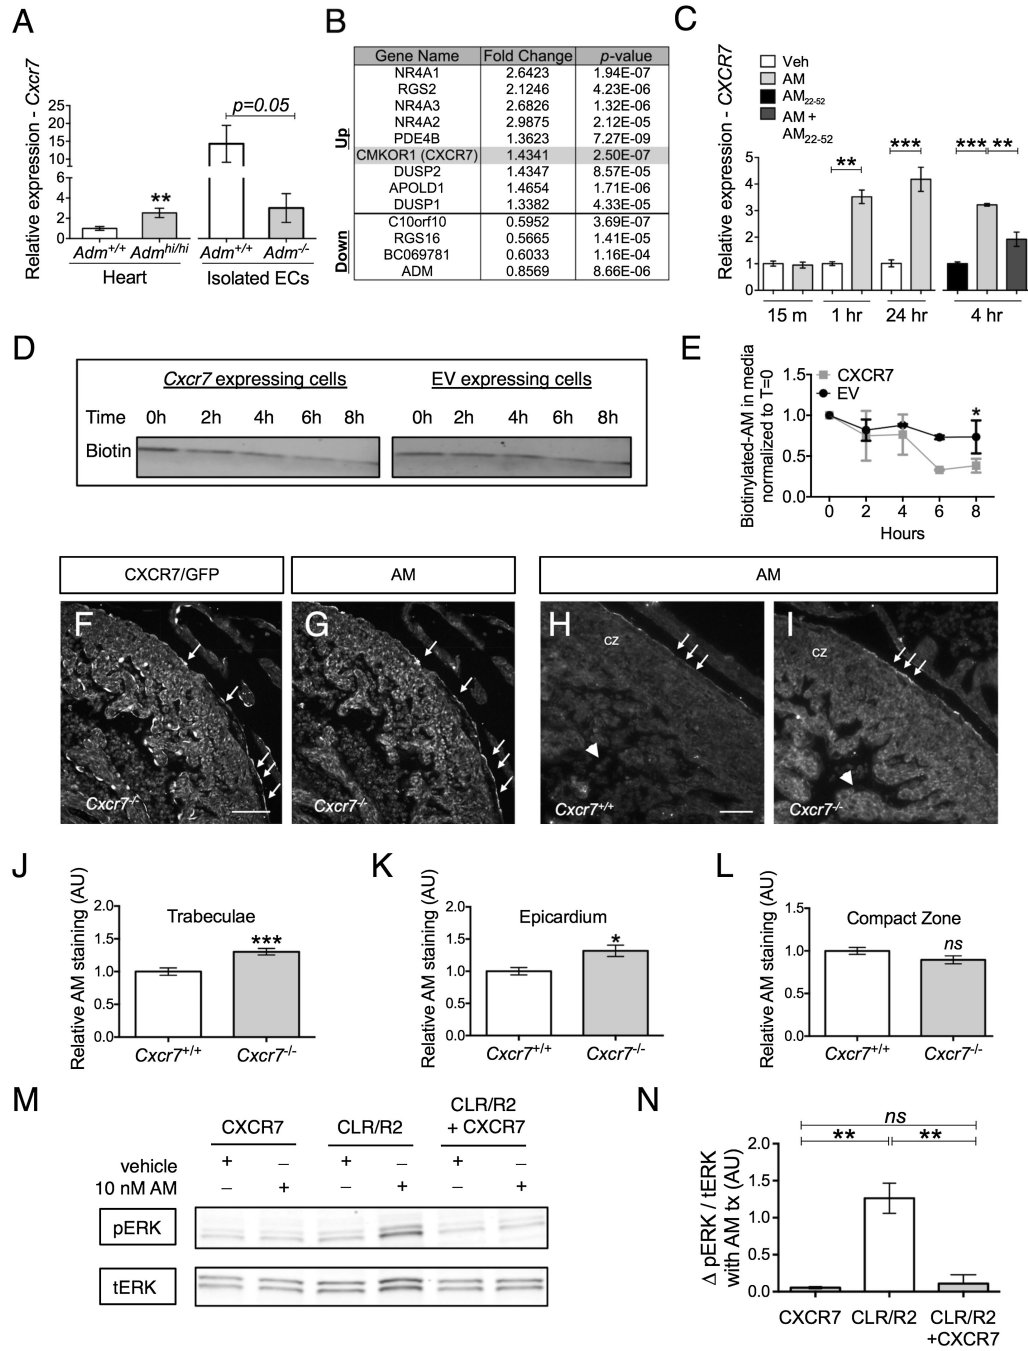 A
Relative expression - Cxcr7
25
20
15
10
5
6
4
2
0
**
p=0.05
Adm+/+
Admhi/hi
Adm+/+
Adm-/-
Heart
Isolated ECs
B
Gene Name Fold Change p-value
Up
NR4A1 2.6423 1.94E-07
RGS2 2.1246 4.23E-06
NR4A3 2.6826 1.32E-06
NR4A2 2.9875 2.12E-05
PDE4B 1.3623 7.27E-09
CMKOR1 (CXCR7) 1.4341 2.50E-07
DUSP2 1.4347 8.57E-05
APOLD1 1.4654 1.71E-06
DUSP1 1.3382 4.33E-05
Down
C10orf10 0.5952 3.69E-07
RGS16 0.5665 1.41E-05
BC069781 0.6033 1.16E-04
ADM 0.8569 8.66E-06
C
Relative expression - CXCR7
Veh
AM
AM22-52
AM +
AM22-52
5
4
3
2
1
0
**
***
***
**
15 m
1 hr
24 hr
4 hr
D
Cxcr7 expressing cells
EV expressing cells
Time 0h 2h 4h 6h 8h 0h 2h 4h 6h 8h
Biotin
E
Biotinylated-AM in media
normalized to T=0
1.5
1.0
0.5
0.0
CXCR7
EV
*
0 2 4 6 8
Hours
CXCR7/GFP
AM
AM
F
Cxcr7-/-
G
Cxcr7-/-
H
cz
Cxcr7+/+
I
cz
Cxcr7-/-
J
Relative AM staining (AU)
2.0
1.5
1.0
0.5
0.0
Trabeculae
***
Cxcr7+/+
Cxcr7-/-
K
Relative AM staining (AU)
2.0
1.5
1.0
0.5
0.0
Epicardium
*
Cxcr7+/+
Cxcr7-/-
L
Relative AM staining (AU)
1.5
1.0
0.5
0.0
Compact Zone
ns
Cxcr7+/+
Cxcr7-/-
M
CXCR7
CLR/R2
CLR/R2
+ CXCR7
vehicle + – + – + –
10 nM AM – + – + – +
pERK
tERK
N
Δ pERK / tERK
with AM tx (AU)
2.0
1.5
1.0
0.5
0.0
ns
**
**
CXCR7
CLR/R2
CLR/R2
+CXCR7